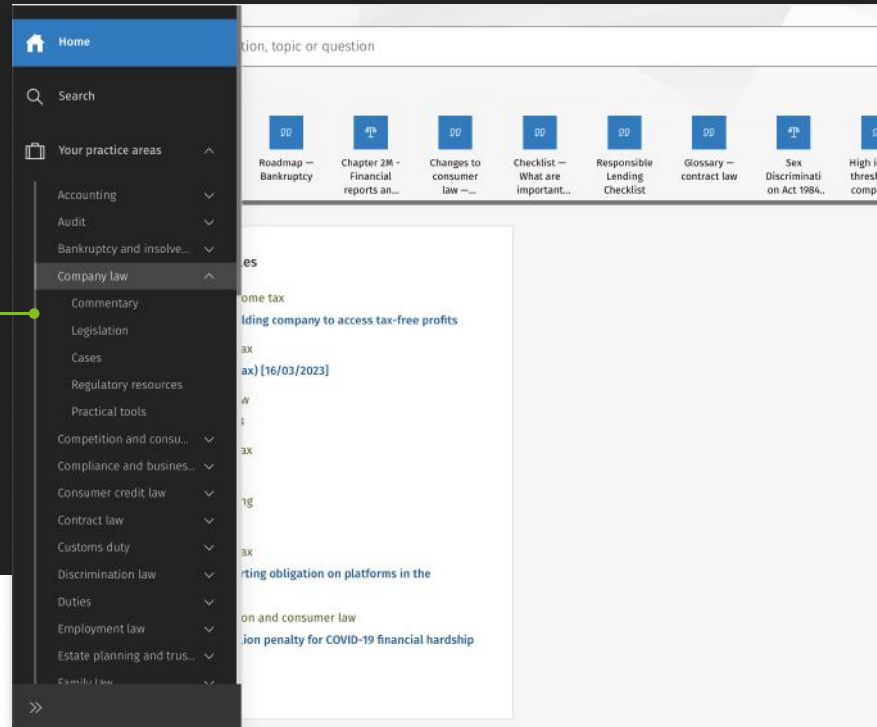 Home
Search
Your practice areas
Accounting
Audit
Bankruptcy and insolve...
Company law
Commentary
Legislation
Cases
Regulatory resources
Practical tools
Competition and consu...
Compliance and busines...
Consumer credit law
Contract law
Customs duty
Discrimination law
Duties
Employment law
Estate planning and trus...
Family law
tion, topic or question
Roadmap —
Bankruptcy
Chapter 2M -
Financial
reports an...
Changes to
consumer
law —...
Checklist —
What are
important...
Responsible
Lending
Checklist
Glossary —
contract law
Sex
Discriminati
on Act 1984..
High i
thresh
comp
es
ome tax
lding company to access tax-free profits
ax
ax) [16/03/2023]
w
ax
ng
ax
rting obligation on platforms in the
on and consumer law
ion penalty for COVID-19 financial hardship